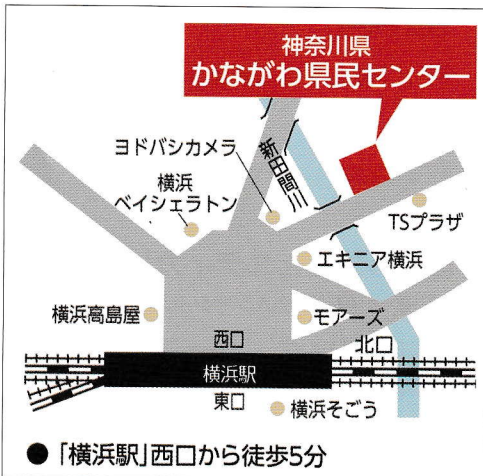 神奈川県
かながわ県民センター
ヨドバシカメラ
新田間川
横浜
ベイシェラトン
TSプラザ
エキニア横浜
横浜高島屋
モアーズ
西口
北口
横浜駅
東口
横浜そごう
● 「横浜駅」西口から徒歩5分